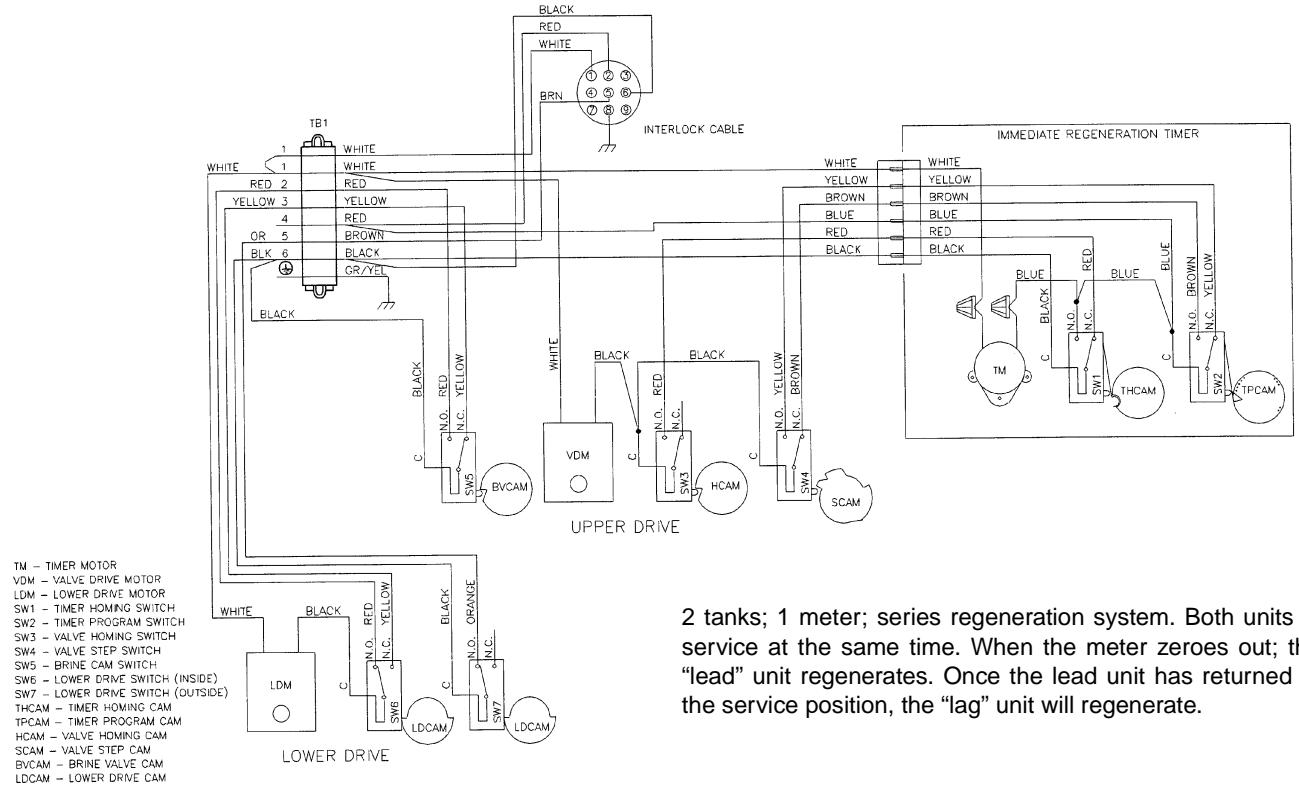 BLACK
RED
WHITE
1 2 3
4 5 6
7 8 9
BRN
INTERLOCK CABLE
TB1
IMMEDIATE REGENERATION TIMER
1 WHITE
WHITE 1 WHITE
RED 2 RED
YELLOW 3 YELLOW
4 RED
OR 5 BROWN
BLK 6 BLACK
GR/YEL
WHITE WHITE
YELLOW YELLOW
BROWN BROWN
BLUE BLUE
RED RED
BLACK BLACK
BLACK
BLUE
BLUE
BLACK
N.O.
RED
N.C.
BLUE
BROWN
N.O.
YELLOW
N.C.
C
C
TM
SW1
THCAM
SW2
TPCAM
BLACK
RED
N.O.
YELLOW
N.C.
C
SW5
BVCAM
WHITE
BLACK
BLACK
VDM
RED
N.O.
N.C.
C
SW3
HCAM
YELLOW
N.O.
BROWN
N.C.
C
SW4
SCAM
UPPER DRIVE
WHITE
BLACK
LDM
RED
N.O.
YELLOW
N.C.
C
SW6
LDCAM
BLACK
ORANGE
N.O.
N.C.
C
SW7
LDCAM
LOWER DRIVE
TM – TIMER MOTOR
VDM – VALVE DRIVE MOTOR
LDM – LOWER DRIVE MOTOR
SW1 – TIMER HOMING SWITCH
SW2 – TIMER PROGRAM SWITCH
SW3 – VALVE HOMING SWITCH
SW4 – VALVE STEP SWITCH
SW5 – BRINE CAM SWITCH
SW6 – LOWER DRIVE SWITCH (INSIDE)
SW7 – LOWER DRIVE SWITCH (OUTSIDE)
THCAM – TIMER HOMING CAM
TPCAM – TIMER PROGRAM CAM
HCAM – VALVE HOMING CAM
SCAM – VALVE STEP CAM
BVCAM – BRINE VALVE CAM
LDCAM – LOWER DRIVE CAM
2 tanks; 1 meter; series regeneration system. Both units
service at the same time. When the meter zeroes out;
“lead” unit regenerates. Once the lead unit has returned
the service position, the “lag” unit will regenerate.